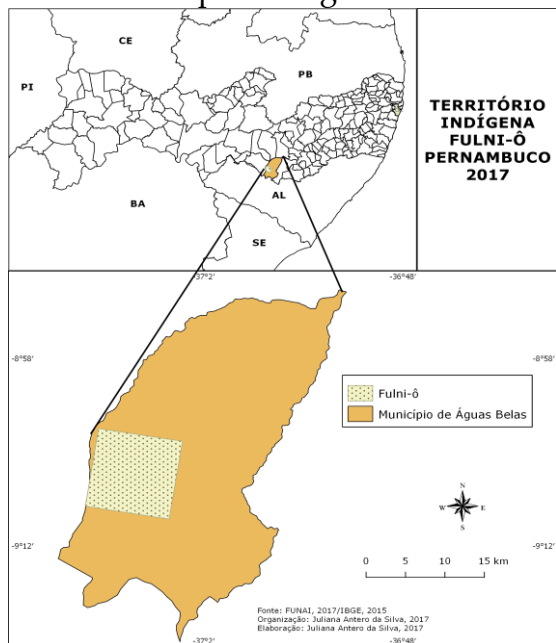 CE
PI
PB
BA
AL
SE
TERRITÓRIO
INDÍGENA
FULNI-Ô
PERNAMBUCO
2017
-37°2'
-36°48'
-8°58'
-8°58'
Fulni-ô
Município de Águas Belas
N
W
E
S
-9°12'
-9°12'
0 5 10 15 km
Fonte: FUNAI, 2017/IBGE, 2015
Organização: Juliana Antero da Silva, 2017
Elaboração: Juliana Antero da Silva, 2017
-37°2'
-36°48'